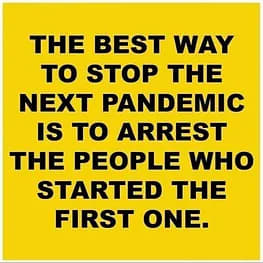 THE BEST WAY
TO STOP THE
NEXT PANDEMIC
IS TO ARREST
THE PEOPLE WHO
STARTED THE
FIRST ONE.